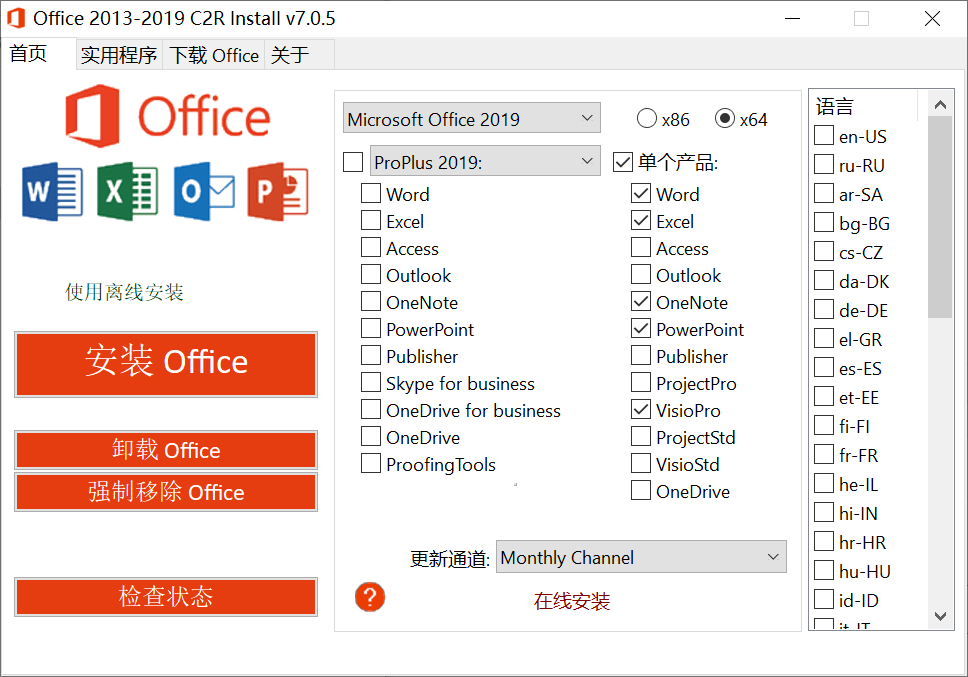 Office 2013-2019 C2R Install v7.0.5
首页 实用程序 下载 Office 关于
Office
W X O P
使用离线安装
安装 Office
卸载 Office
强制移除 Office
检查状态
Microsoft Office 2019
x86 x64
ProPlus 2019:
Word
Excel
Access
Outlook
OneNote
PowerPoint
Publisher
Skype for business
OneDrive for business
OneDrive
ProofingTools
单个产品:
Word
Excel
Access
Outlook
OneNote
PowerPoint
Publisher
ProjectPro
VisioPro
ProjectStd
VisioStd
OneDrive
更新通道: Monthly Channel
?
在线安装
语言
en-US
ru-RU
ar-SA
bg-BG
cs-CZ
da-DK
de-DE
el-GR
es-ES
et-EE
fi-FI
fr-FR
he-IL
hi-IN
hr-HR
hu-HU
id-ID
it-IT